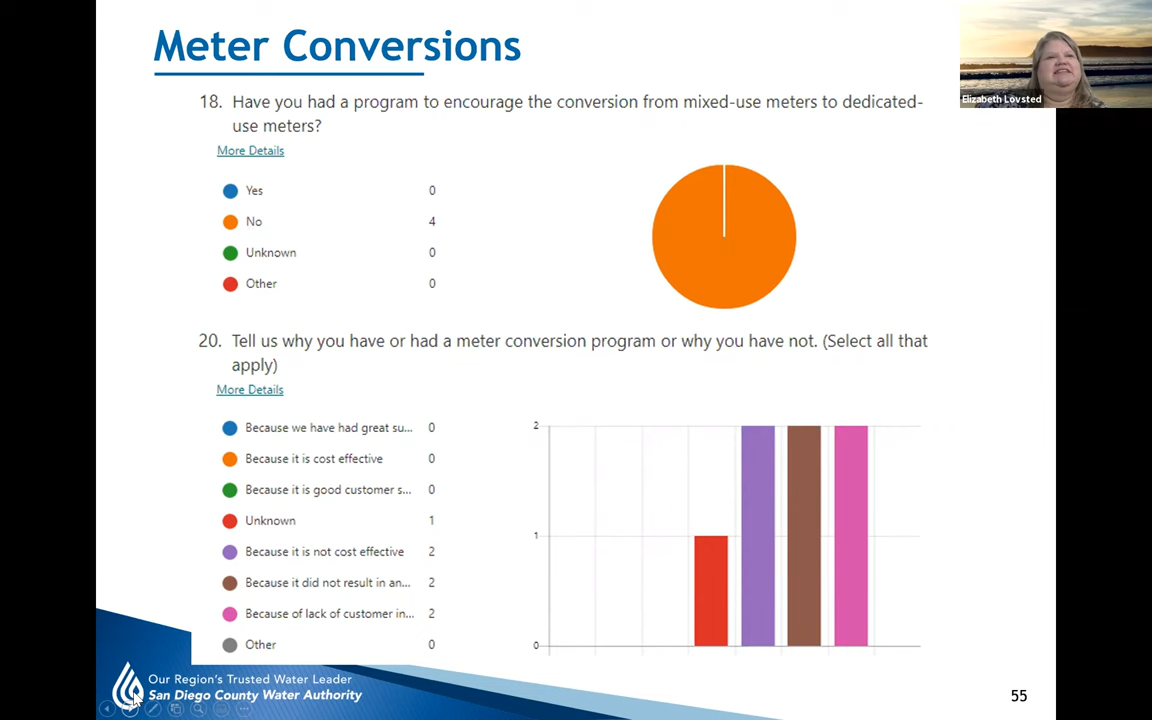 Meter Conversions
Elizabeth Lovsted
18. Have you had a program to encourage the conversion from mixed-use meters to dedicated-
use meters?
More Details
Yes 0
No 4
Unknown 0
Other 0
20. Tell us why you have or had a meter conversion program or why you have not. (Select all that
apply)
More Details
Because we have had great su... 0
Because it is cost effective 0
Because it is good customer s... 0
Unknown 1
Because it is not cost effective 2
Because it did not result in an... 2
Because of lack of customer in... 2
Other 0
2
1
0
Our Region's Trusted Water Leader
San Diego County Water Authority
55